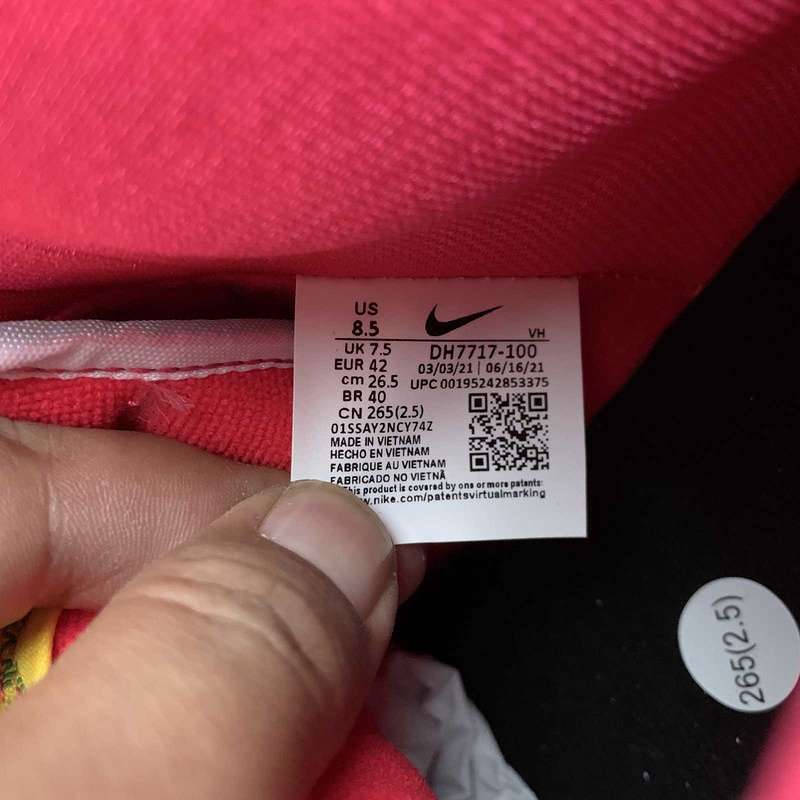 US
8.5
VH
UK 7.5
DH7717-100
EUR 42
03/03/21 | 06/16/21
cm 26.5
UPC 00195242853375
BR 40
CN 265(2.5)
01SSAY2NCY74Z
MADE IN VIETNAM
HECHO EN VIETNAM
FABRIQUE AU VIETNAM
FABRICADO NO VIETNÃ
This product is covered by one or more patents:
w.nike.com/patentsvirtualmarking
265(2.5)